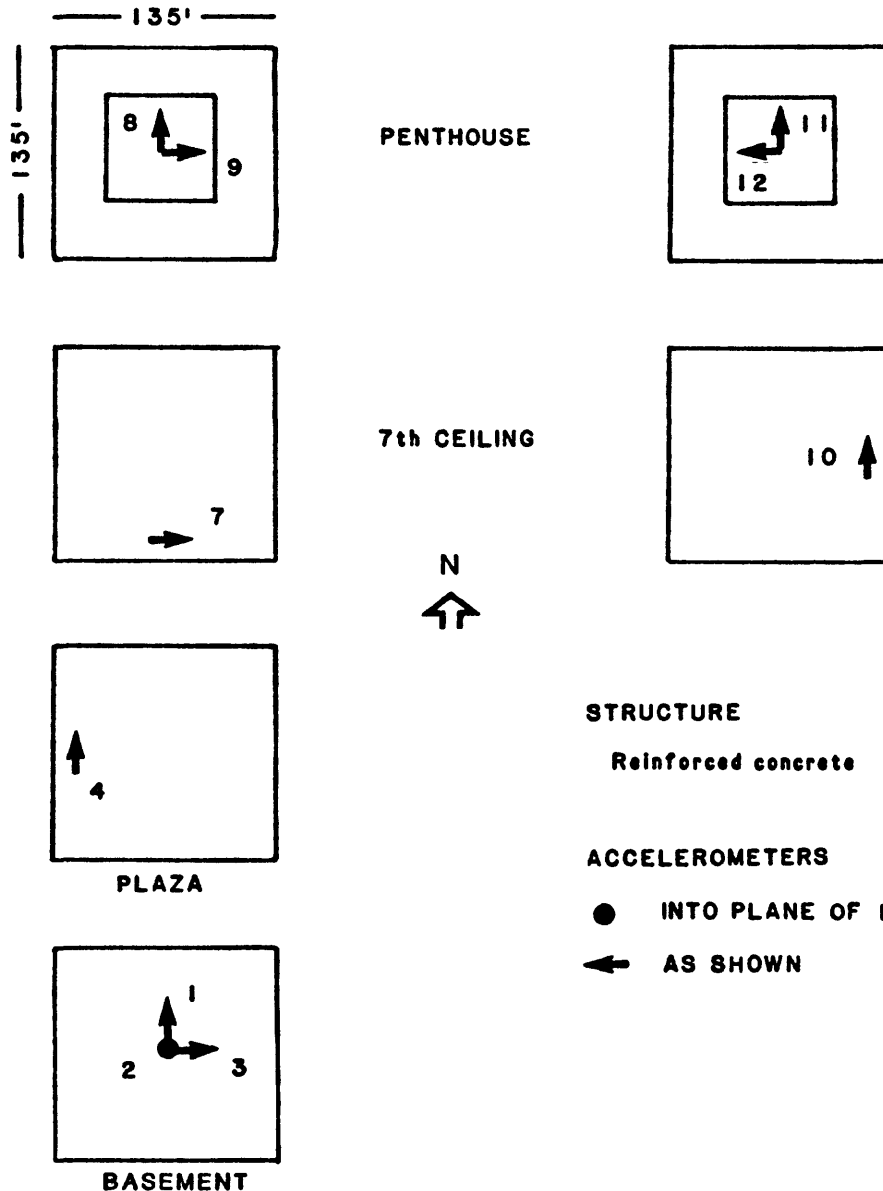 135'
135'
8
9
PENTHOUSE
11
12
7th CEILING
7
10
N
4
PLAZA
STRUCTURE
Reinforced concrete
ACCELEROMETERS
INTO PLANE OF
AS SHOWN
1
2
3
BASEMENT